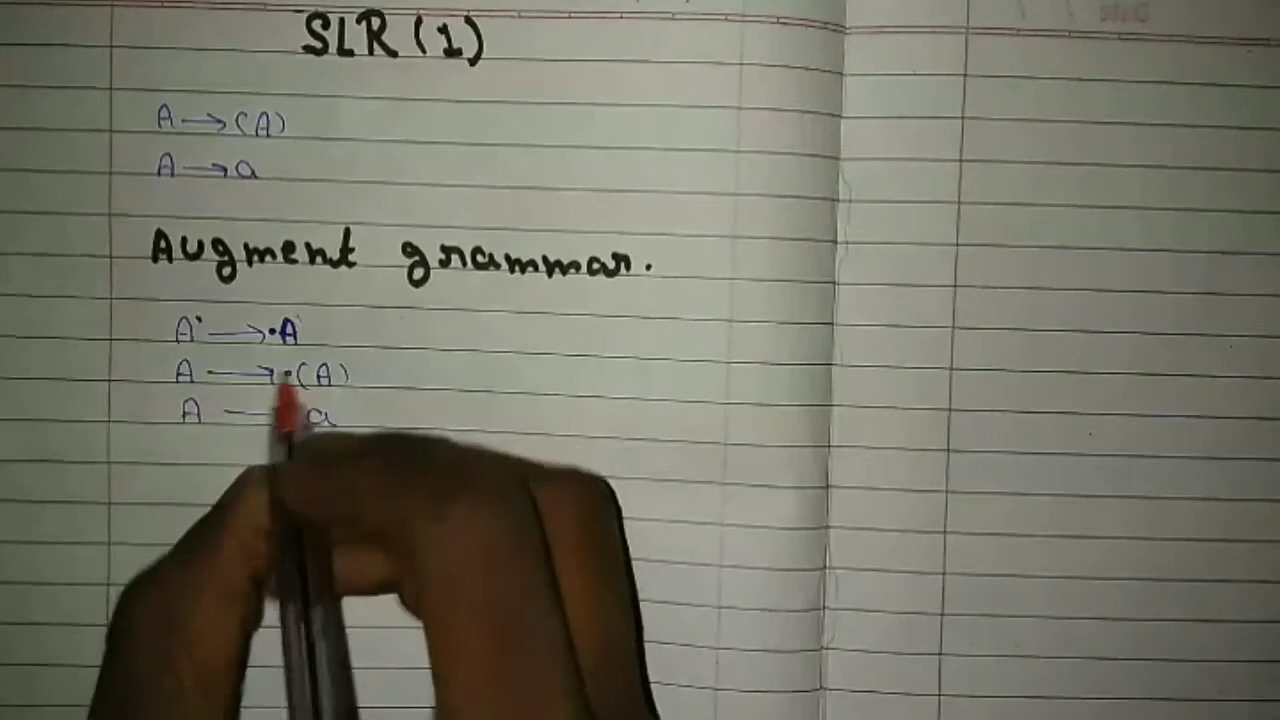 SLR (1)
A → (A)
A → a
Augment grammar.
A' → •A
A → •(A)
A — a